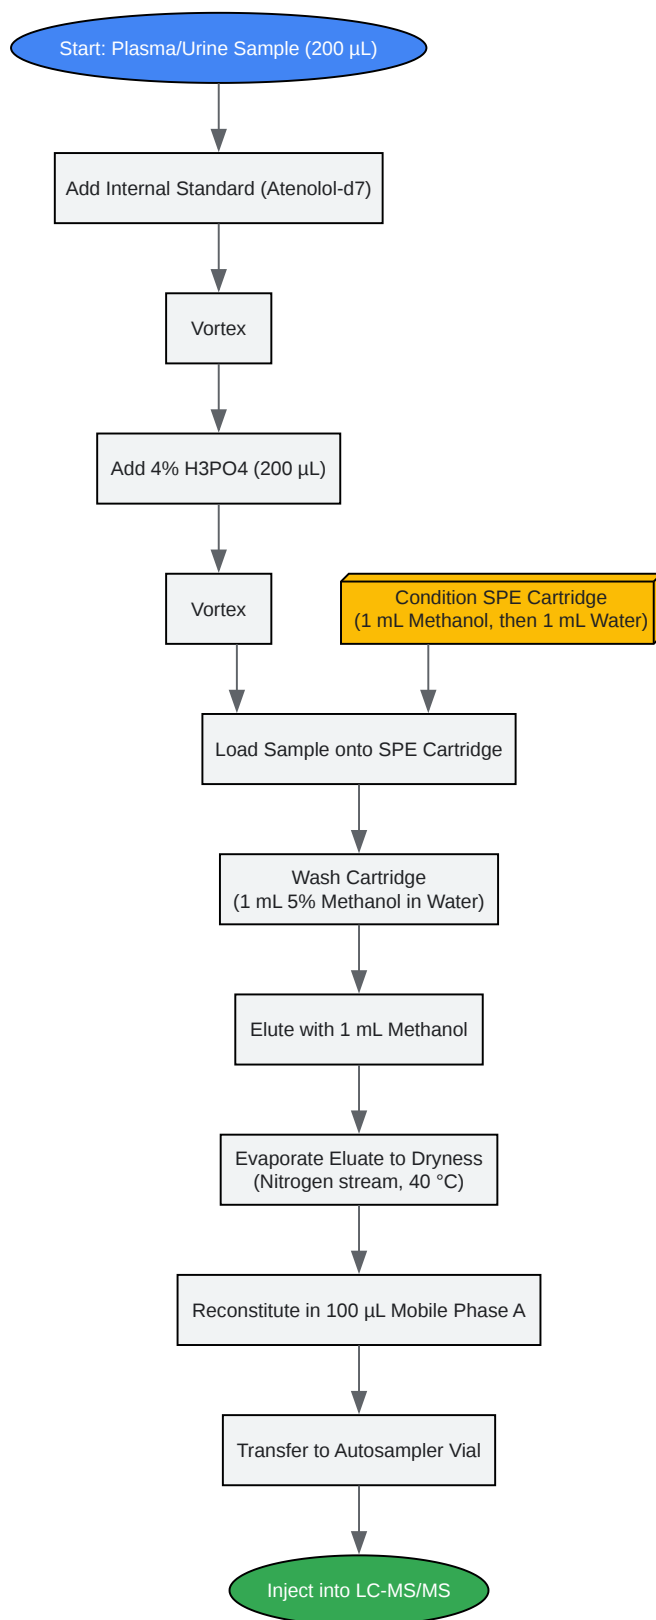 Start: Plasma/Urine Sample (200 µL)
Add Internal Standard (Atenolol-d7)
Vortex
Add 4% H3PO4 (200 µL)
Vortex
Condition SPE Cartridge
(1 mL Methanol, then 1 mL Water)
Load Sample onto SPE Cartridge
Wash Cartridge
(1 mL 5% Methanol in Water)
Elute with 1 mL Methanol
Evaporate Eluate to Dryness
(Nitrogen stream, 40 °C)
Reconstitute in 100 µL Mobile Phase A
Transfer to Autosampler Vial
Inject into LC-MS/MS